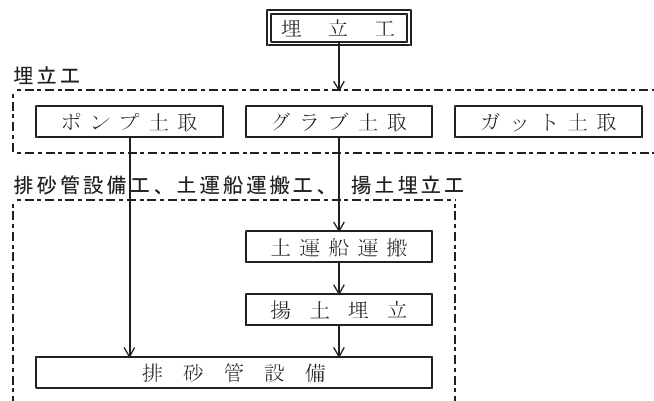 埋立工
埋立工
ポンプ土取 グラブ土取 ガット土取
排砂管設備工、土運船運搬工、 揚土埋立工
土運船運搬
揚土埋立
排砂管設備